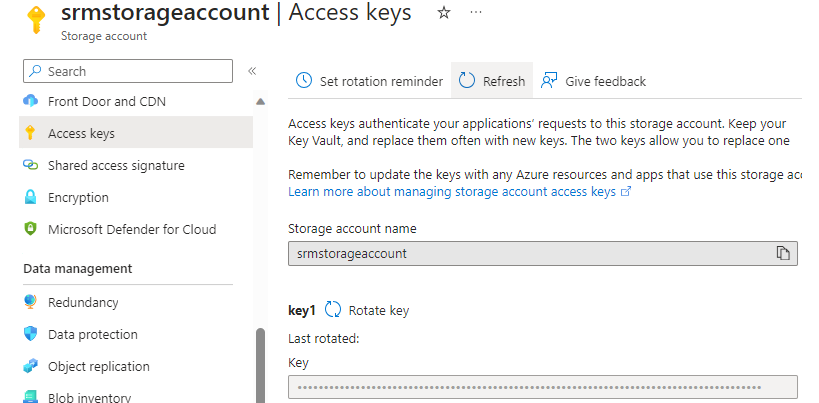 srmstorageaccount | Access keys ☆ ···
Storage account
Search «
Front Door and CDN
Access keys
Shared access signature
Encryption
Microsoft Defender for Cloud
Data management
Redundancy
Data protection
Object replication
Blob inventory
Set rotation reminder Refresh Give feedback
Access keys authenticate your applications’ requests to this storage account. Keep your
Key Vault, and replace them often with new keys. The two keys allow you to replace one
Remember to update the keys with any Azure resources and apps that use this storage acc
Learn more about managing storage account access keys
Storage account name
srmstorageaccount
key1 Rotate key
Last rotated:
Key